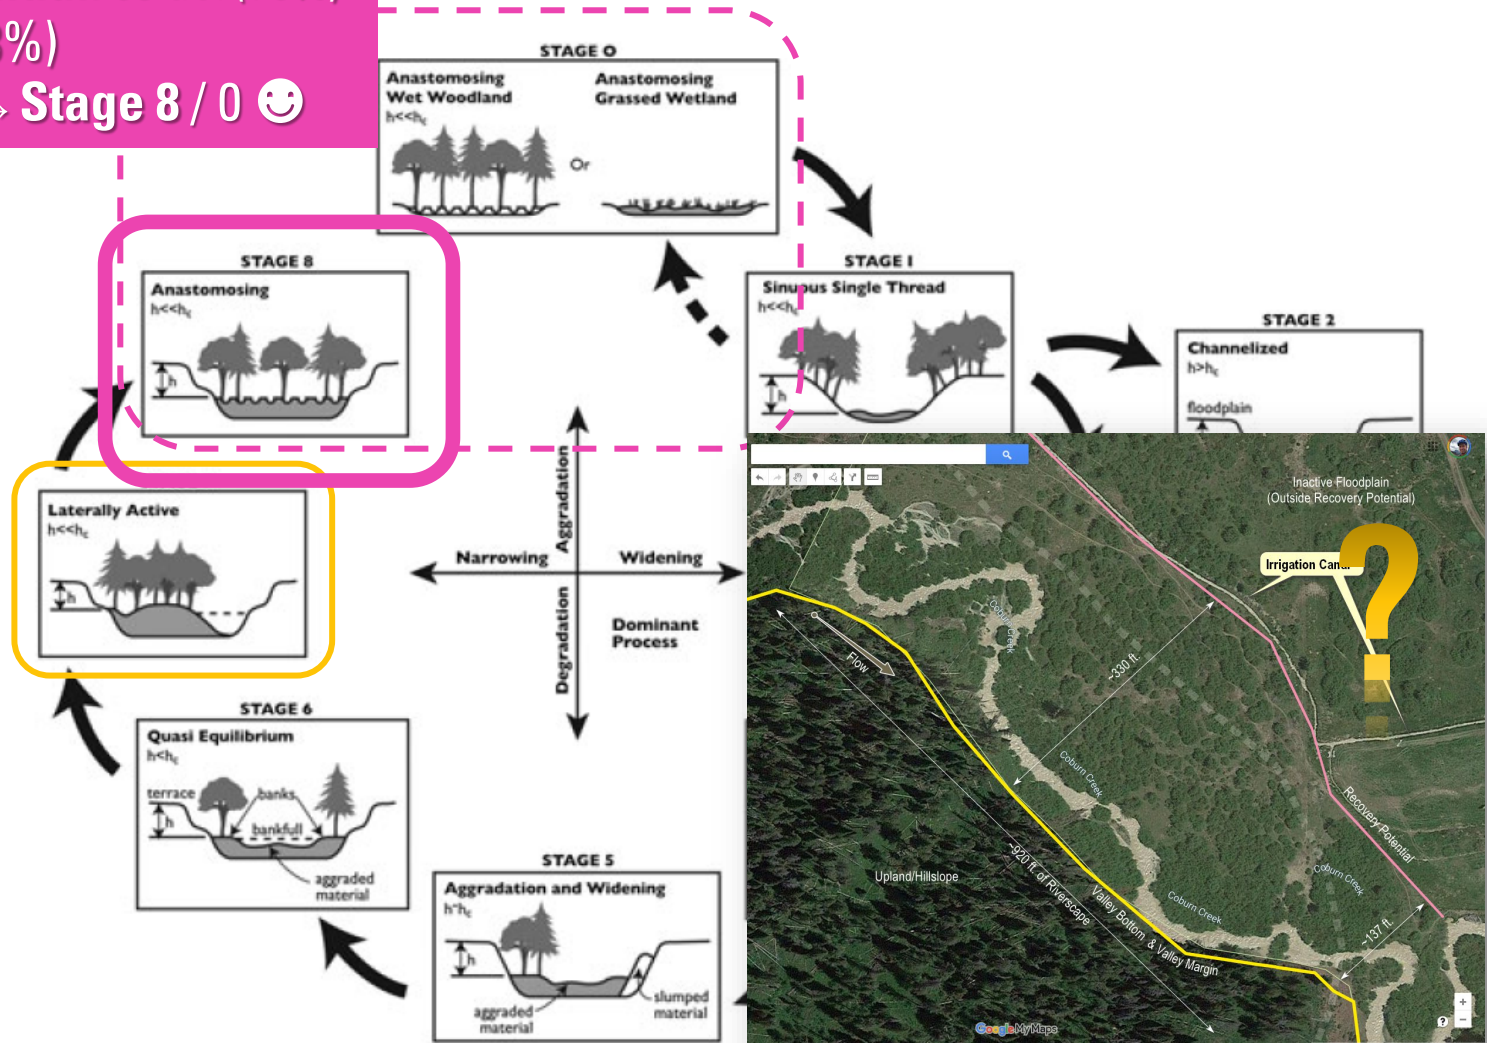 %)
Stage 8 / 0
STAGE 0
Anastomosing
Wet Woodland
h<<hc
Or
Anastomosing
Grassed Wetland
STAGE 8
Anastomosing
h<<hc
h
STAGE 1
Sinuous Single Thread
h<<hc
h
STAGE 2
Channelized
h>hc
floodplain
Laterally Active
h<<hc
h
Aggradation
Narrowing
Widening
Degradation
Dominant
Process
STAGE 6
Quasi Equilibrium
h<hc
terrace
banks
h
bankfull
aggraded
material
STAGE 5
Aggradation and Widening
h~hc
h
aggraded
material
slumped
material
Inactive Floodplain
(Outside Recovery Potential)
Irrigation
?
Coburn Creek
Flow
~330 ft.
Coburn Creek
Recovery Potential
~920 ft. of Riverscape
Upland/Hillslope
Valley Bottom & Valley Margin
Coburn Creek
Coburn Creek
~137 ft.
Google My Maps
?
+
−